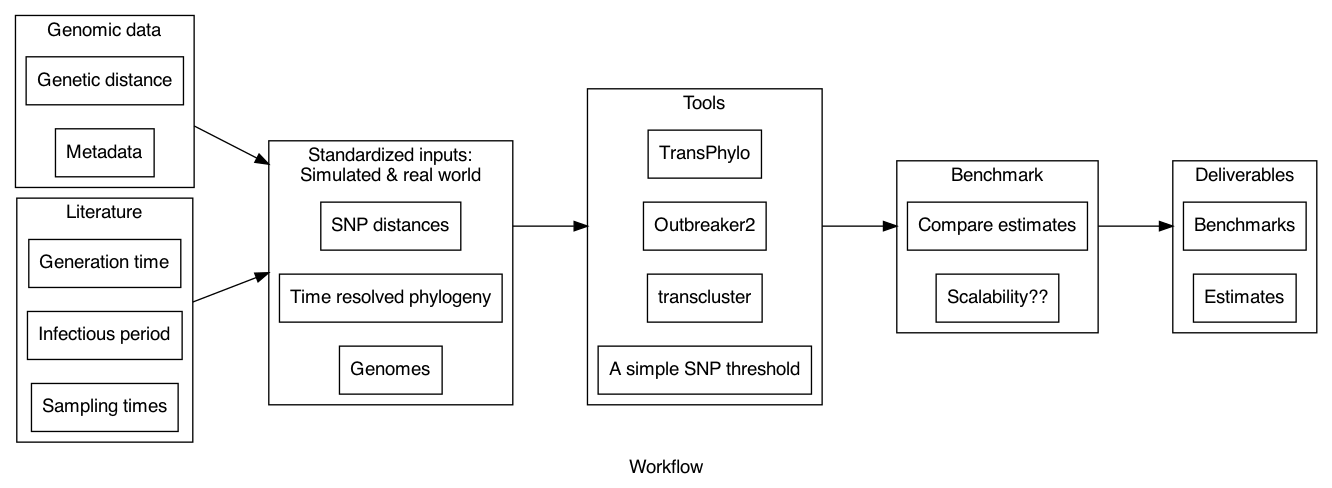 Genomic data
Genetic distance
Metadata
Literature
Generation time
Infectious period
Sampling times
Standardized inputs:
Simulated & real world
SNP distances
Time resolved phylogeny
Genomes
Tools
TransPhylo
Outbreaker2
transcluster
A simple SNP threshold
Benchmark
Compare estimates
Scalability??
Deliverables
Benchmarks
Estimates
Workflow